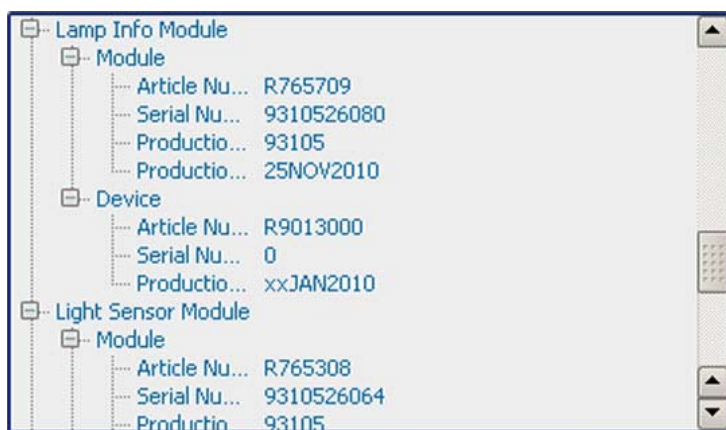 Lamp Info Module
Module
Article Nu... R765709
Serial Nu... 9310526080
Productio... 93105
Productio... 25NOV2010
Device
Article Nu... R9013000
Serial Nu... 0
Productio... xxJAN2010
Light Sensor Module
Module
Article Nu... R765308
Serial Nu... 9310526064
Productio... 93105